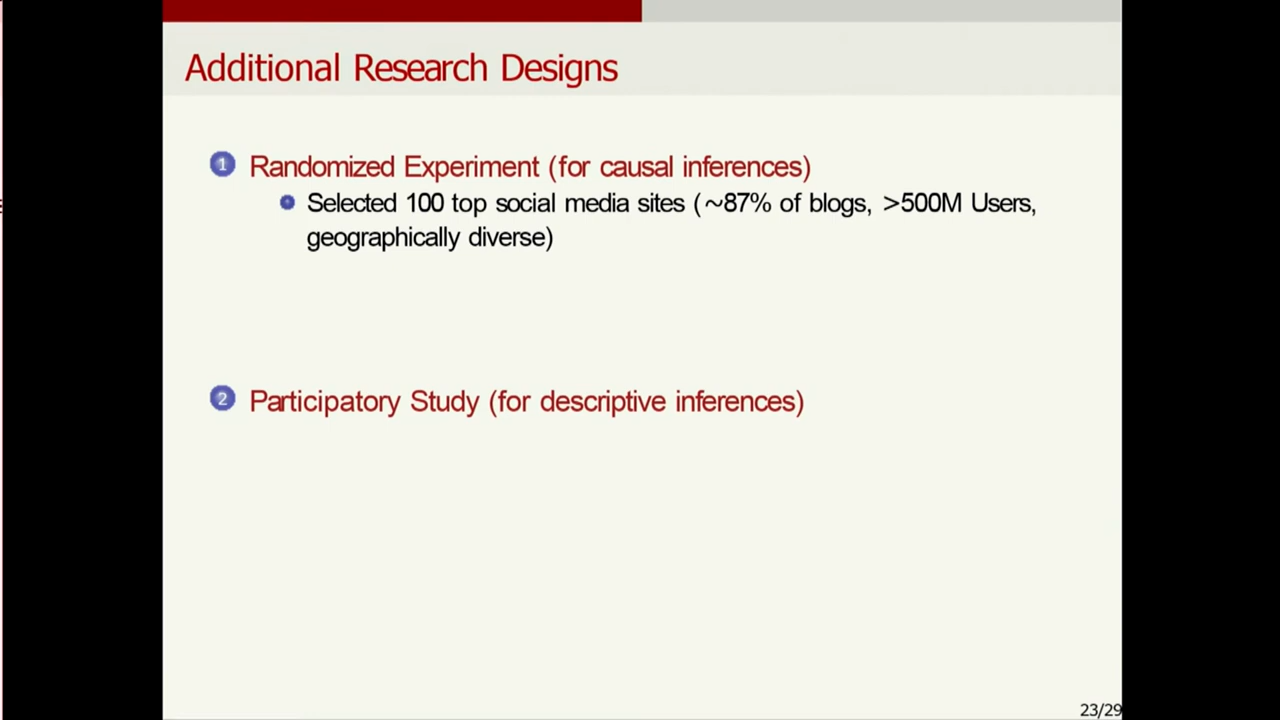 Additional Research Designs
1 Randomized Experiment (for causal inferences)
Selected 100 top social media sites (~87% of blogs, >500M Users,
geographically diverse)
2 Participatory Study (for descriptive inferences)
23/29